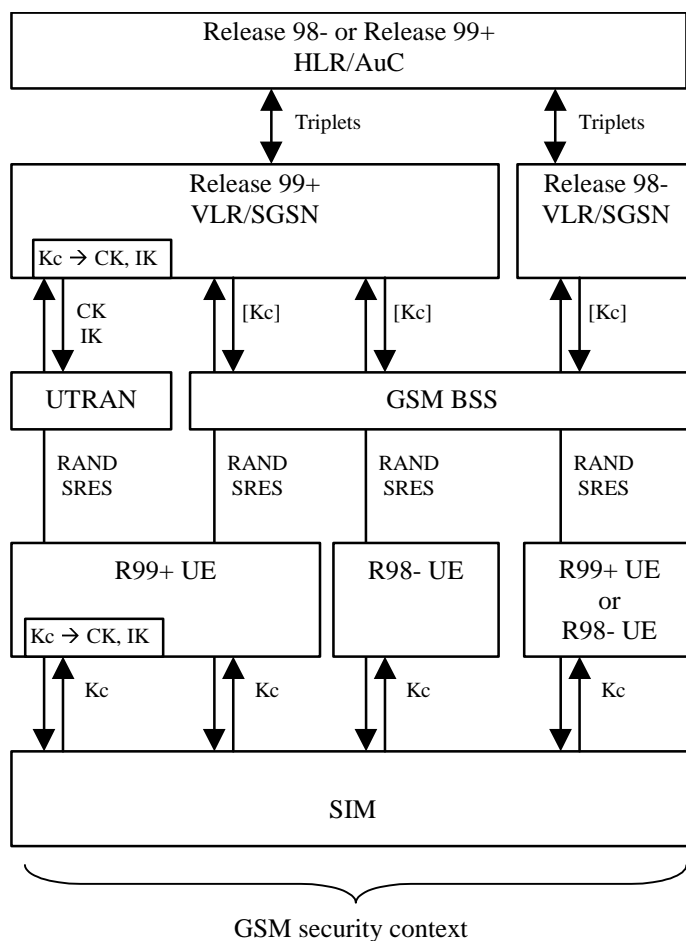 Release 98- or Release 99+
HLR/AuC
Triplets
Triplets
Release 99+
VLR/SGSN
Kc → CK, IK
Release 98-
VLR/SGSN
CK
IK
[Kc]
[Kc]
[Kc]
UTRAN
GSM BSS
RAND
SRES
RAND
SRES
RAND
SRES
RAND
SRES
R99+ UE
Kc → CK, IK
R98- UE
R99+ UE
or
R98- UE
Kc
Kc
Kc
Kc
SIM
GSM security context